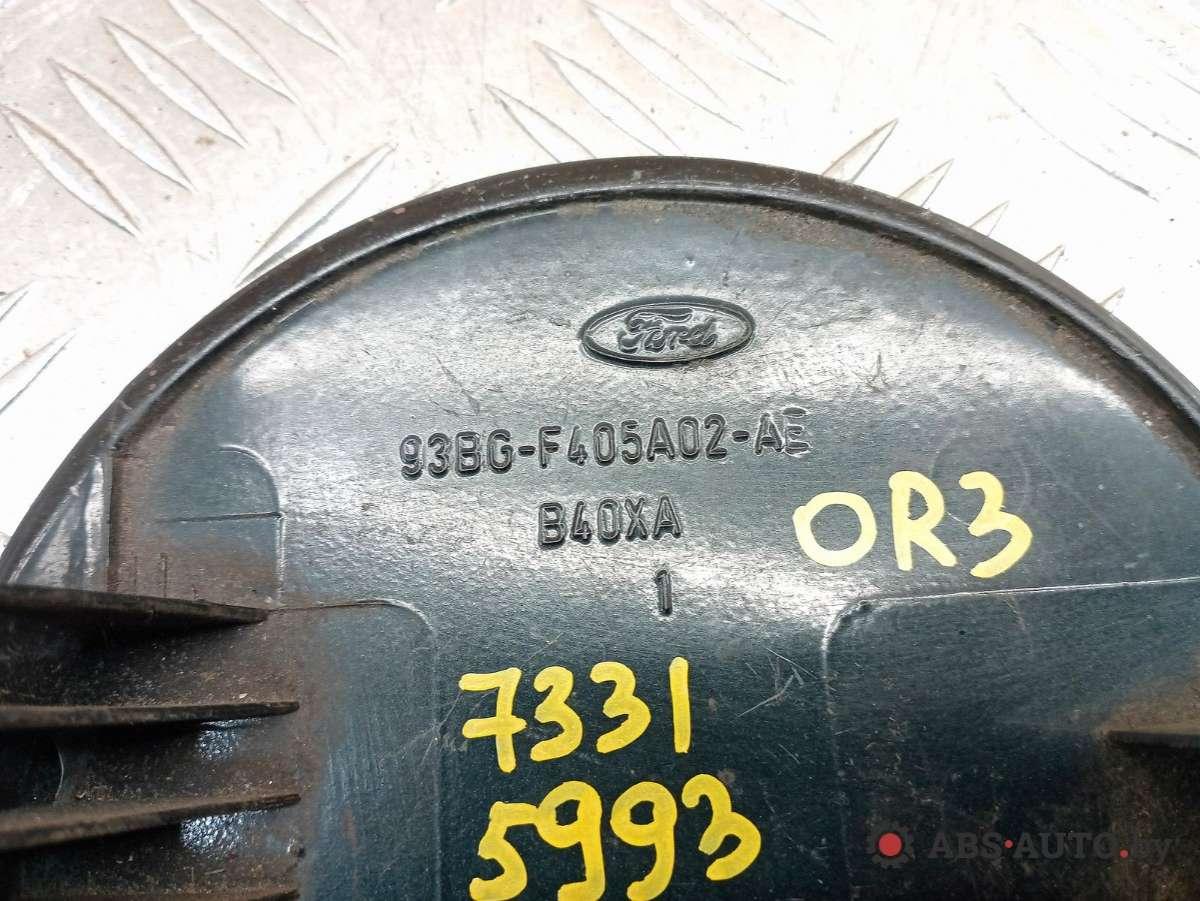 Ford
93BG-F405A02-AE
B40XA
OR3
1
7331
5993
ABS-AUTO.by